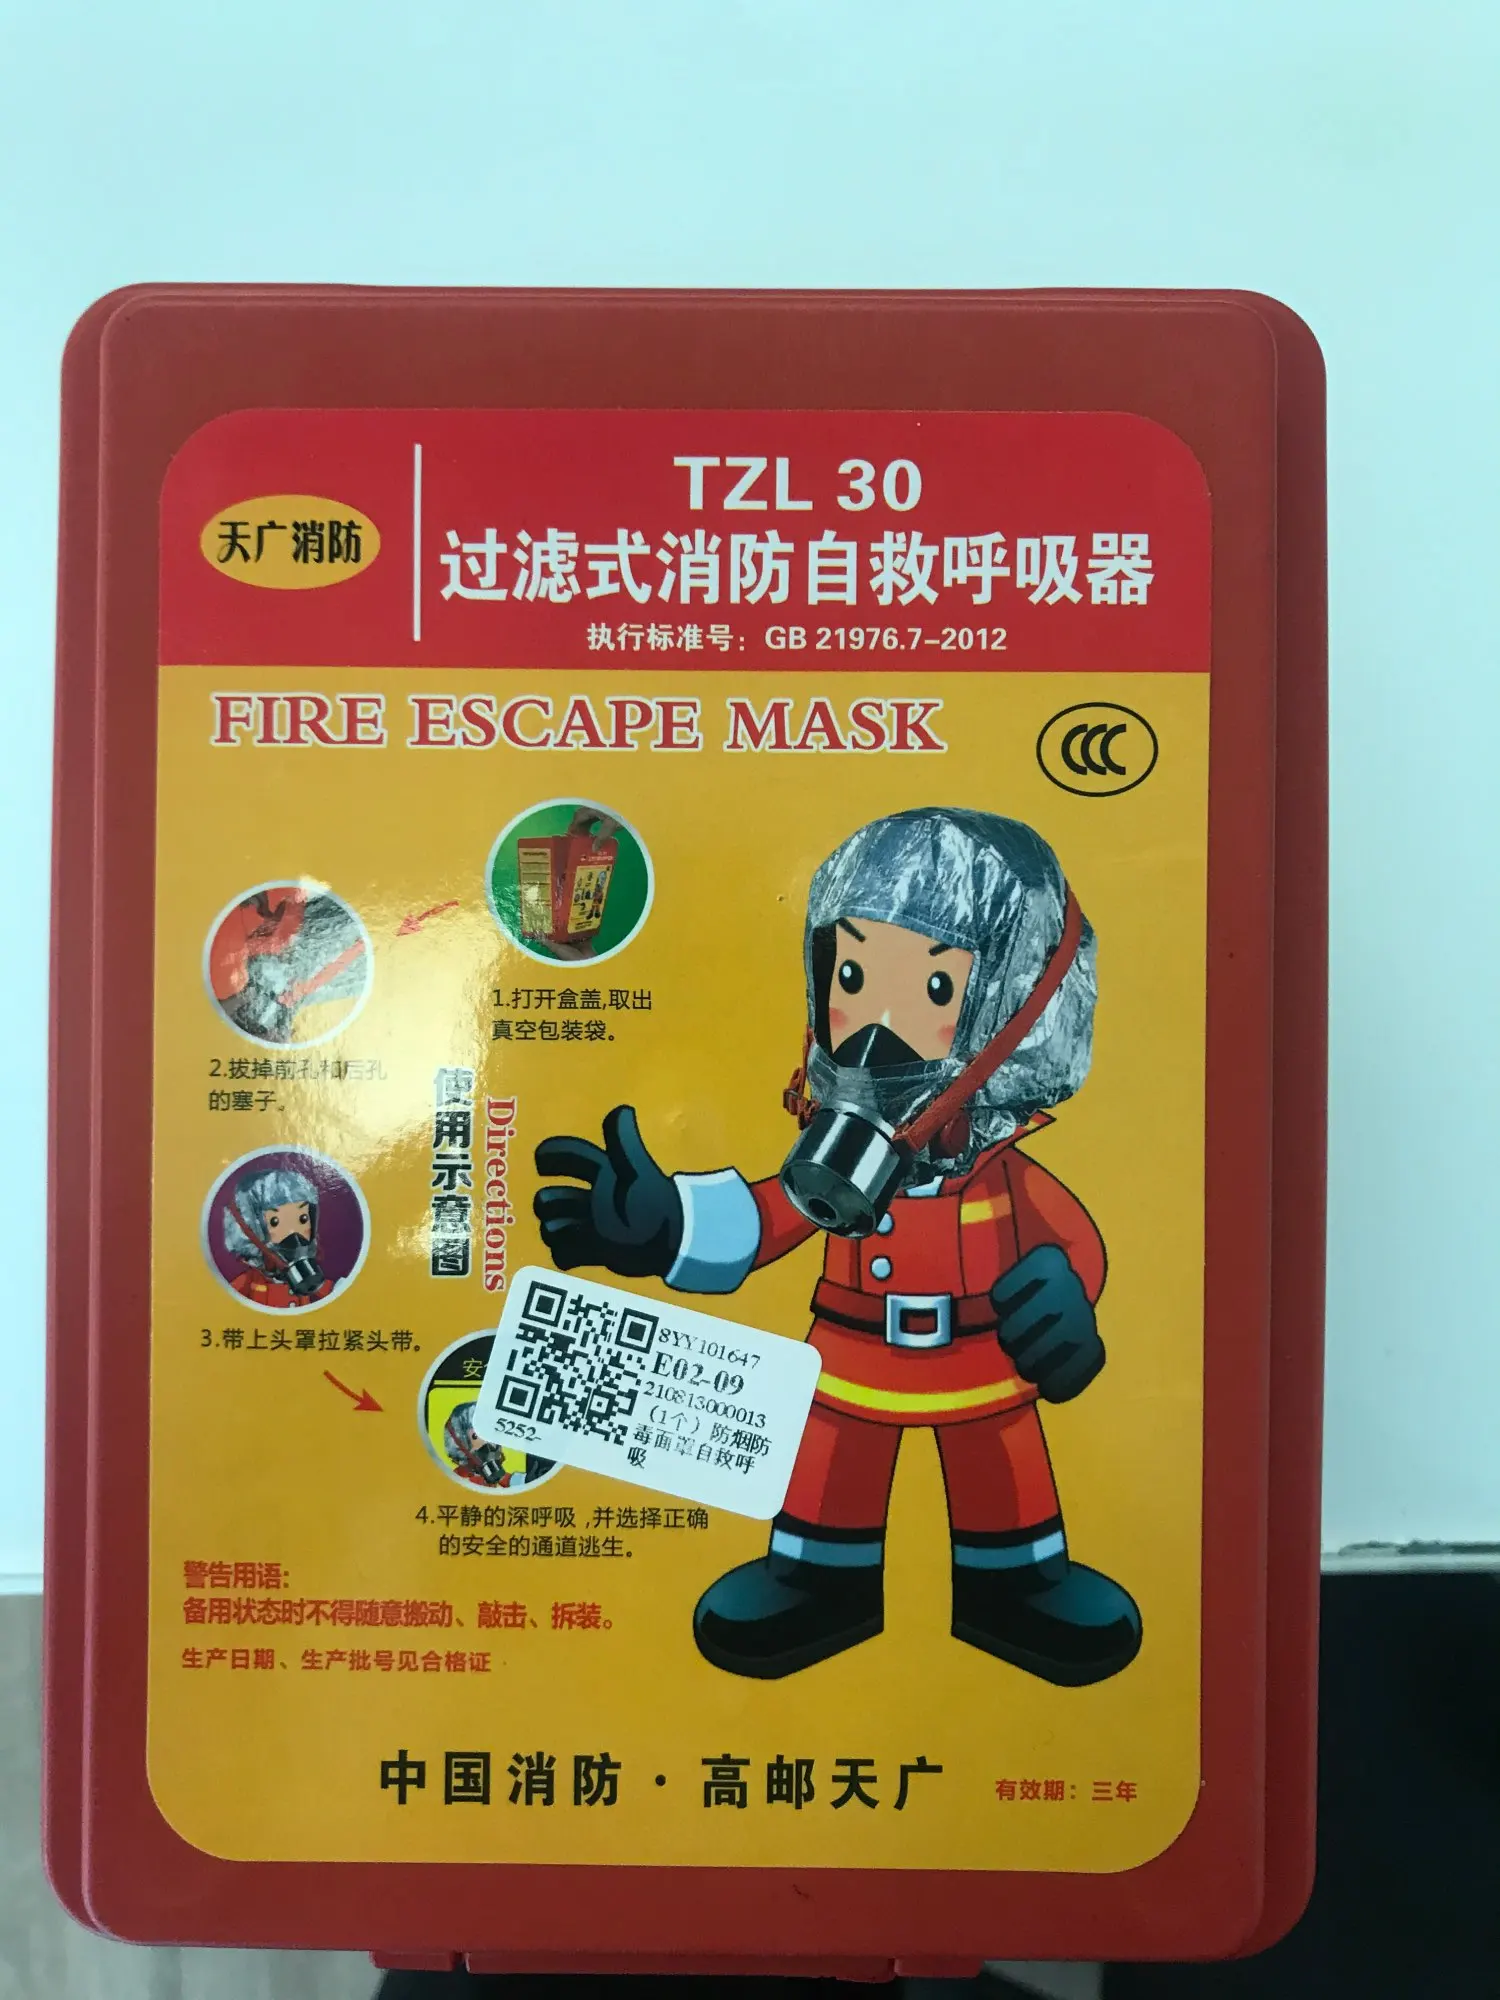 天广消防
TZL 30
过滤式消防自救呼吸器
执行标准号：GB 21976.7-2012
FIRE ESCAPE MASK
CCC
1.打开盒盖,取出
真空包装袋。
2.拔掉前孔和后孔
的塞子。
使用示意图
Directions
3.带上头罩拉紧头带。
安
8YY101647
E02-09
210813000013
（1个）防烟防
毒面罩自救呼
吸
5252-
4.平静的深呼吸 ,并选择正确
的安全的通道逃生。
警告用语:
备用状态时不得随意搬动、敲击、拆装。
生产日期、生产批号见合格证
中国消防·高邮天广
有效期：三年